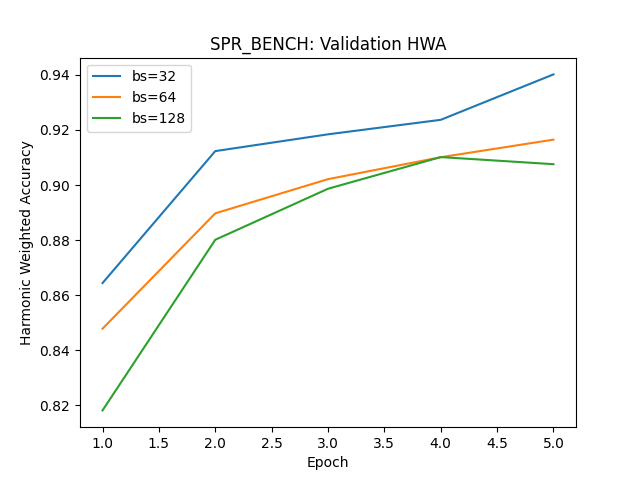 SPR_BENCH: Validation HWA
bs=32
bs=64
bs=128
Harmonic Weighted Accuracy
0.94
0.92
0.90
0.88
0.86
0.84
0.82
1.0 1.5 2.0 2.5 3.0 3.5 4.0 4.5 5.0
Epoch